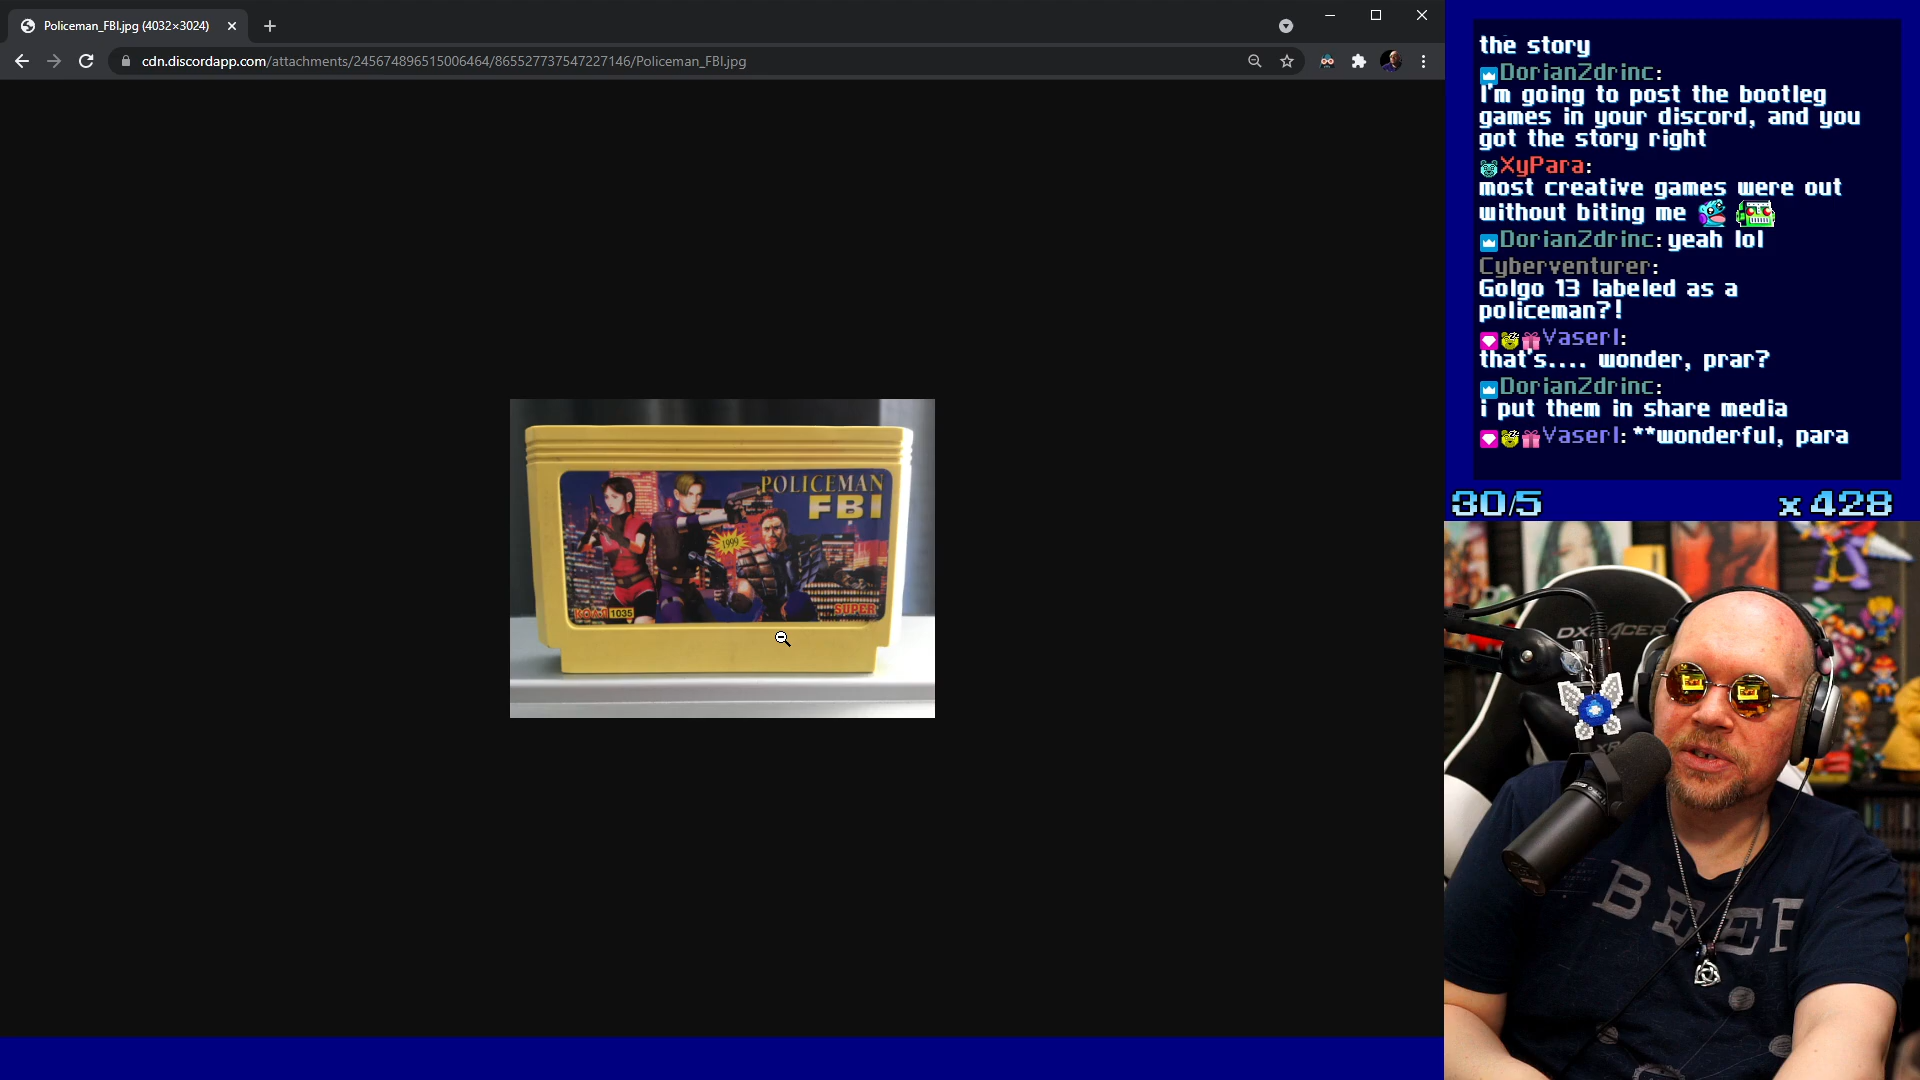 Policeman_FBI.jpg (4032×3024)
cdn.discordapp.com/attachments/245674896515006464/865527737547227146/Policeman_FBI.jpg
POLICEMAN
FBI
1999
1035
SUPER
the story
DorianZdrinc:
I'm going to post the bootleg
games in your discord, and you
got the story right
XyPara:
most creative games were out
without biting me
DorianZdrinc: yeah lol
Cyberventurer:
Golgo 13 labeled as a
policeman?!
Vaserl:
that's.... wonder, prar?
DorianZdrinc:
i put them in share media
Vaserl: **wonderful, para
30/5
x 428
BEEF